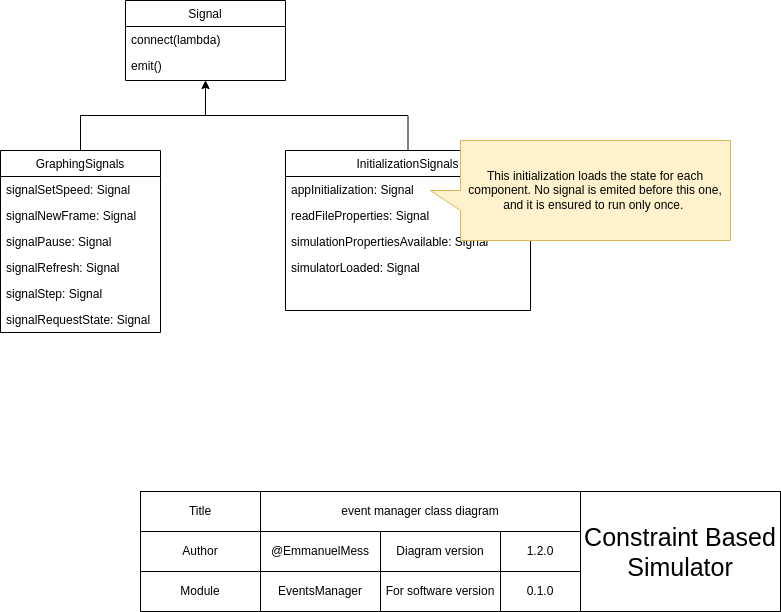 Signal
connect(lambda)
emit()
GraphingSignals
signalSetSpeed: Signal
signalNewFrame: Signal
signalPause: Signal
signalRefresh: Signal
signalStep: Signal
signalRequestState: Signal
InitializationSignals
appInitialization: Signal
readFileProperties: Signal
simulationPropertiesAvailable: Signal
simulatorLoaded: Signal
This initialization loads the state for each
component. No signal is emited before this one,
and it is ensured to run only once.
Title
event manager class diagram
Author
@EmmanuelMess
Diagram version
1.2.0
Module
EventsManager
For software version
0.1.0
Constraint Based
Simulator